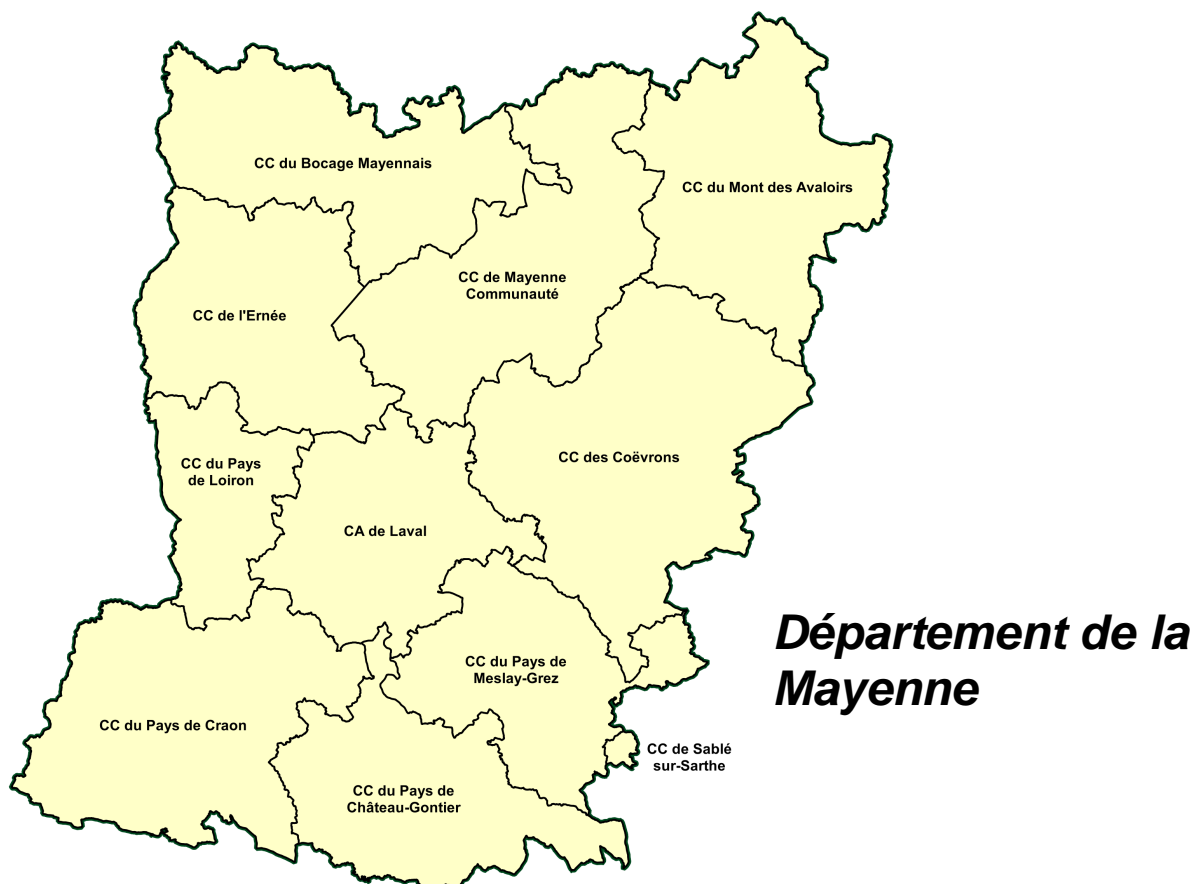 CC du Bocage Mayennais
CC du Mont des Avaloirs
CC de Mayenne
Communauté
CC de l'Ernée
CC des Coëvrons
CC du Pays
de Loiron
CA de Laval
Département de la
Mayenne
CC du Pays de
Meslay-Grez
CC du Pays de Craon
CC de Sablé
sur-Sarthe
CC du Pays de
Château-Gontier